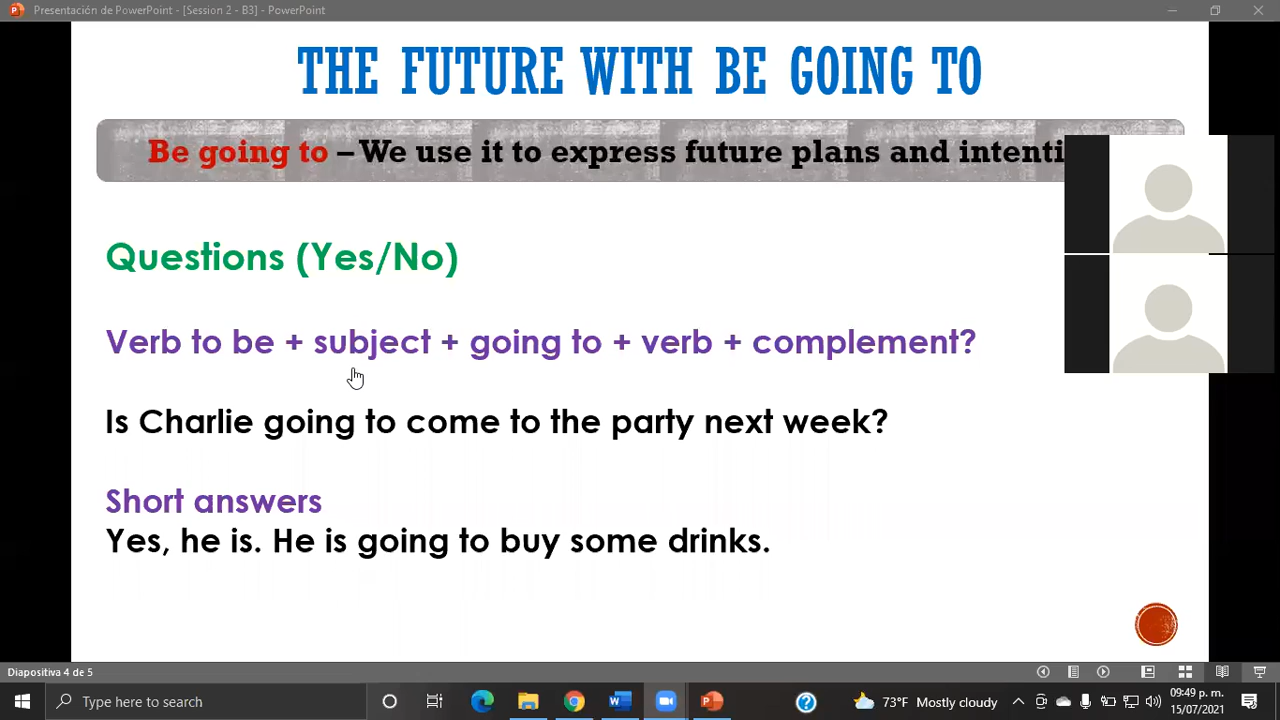 Presentación de PowerPoint - [Session 2 - B3] - PowerPoint
THE FUTURE WITH BE GOING TO
Be going to – We use it to express future plans and intenti
Questions (Yes/No)
Verb to be + subject + going to + verb + complement?
Is Charlie going to come to the party next week?
Short answers
Yes, he is. He is going to buy some drinks.
Diapositiva 4 de 5
Type here to search
73°F Mostly cloudy
09:49 p. m.
15/07/2021